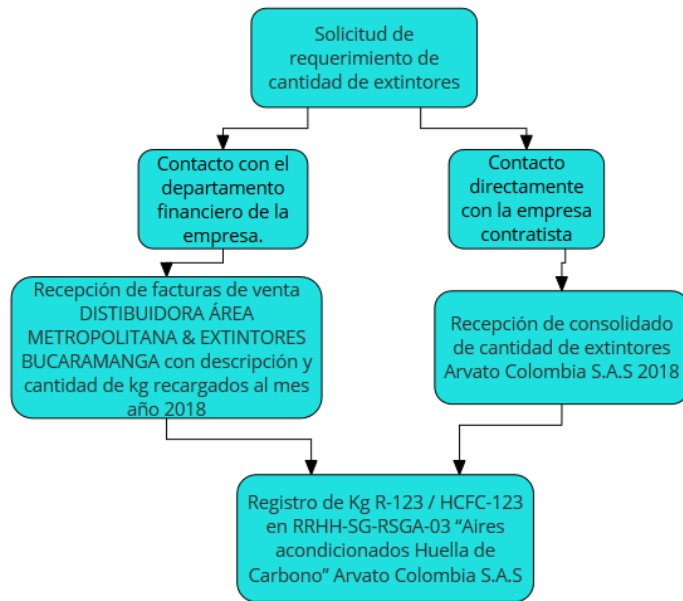 Solicitud de
requerimiento de
cantidad de extintores
Contacto con el
departamento
financiero de la
empresa.
Contacto
directamente
con la empresa
contratista
Recepción de facturas de venta
DISTIBUIDORA ÁREA
METROPOLITANA & EXTINTORES
BUCARAMANGA con descripción y
cantidad de kg recargados al mes
año 2018
Recepción de consolidado
de cantidad de extintores
Arvato Colombia S.A.S 2018
Registro de Kg R-123 / HCFC-123
en RRHH-SG-RSGA-03 “Aires
acondicionados Huella de
Carbono” Arvato Colombia S.A.S